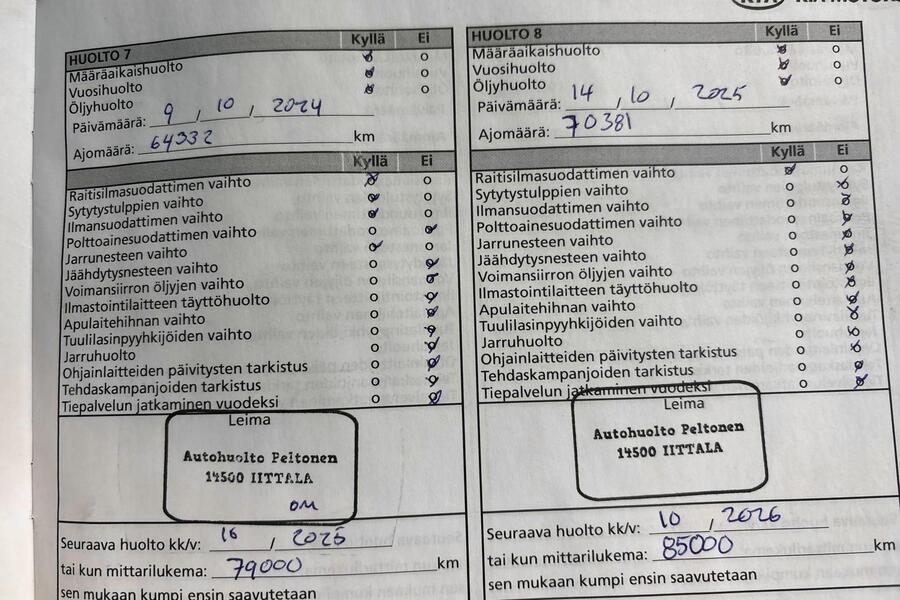 KIA MOTORS
HUOLTO 7 Kyllä Ei
Määräaikaishuolto
Vuosihuolto
Öljyhuolto
Päivämäärä: 9 , 10 , 2024
Ajomäärä: 64332 km
Kyllä Ei
Raitisilmasuodattimen vaihto
Sytytystulppien vaihto
Ilmansuodattimen vaihto
Polttoainesuodattimen vaihto
Jarrunesteen vaihto
Jäähdytysnesteen vaihto
Voimansiirron öljyjen vaihto
Ilmastointilaitteen täyttöhuolto
Apulaitehihnan vaihto
Tuulilasinpyyhkijöiden vaihto
Jarruhuolto
Ohjainlaitteiden päivitysten tarkistus
Tehdaskampanjoiden tarkistus
Tiepalvelun jatkaminen vuodeksi
Leima
Autohuolto Peltonen
14500 IITTALA
Seuraava huolto kk/v: 10 , 2025
tai kun mittarilukema: 79000 km
sen mukaan kumpi ensin saavutetaan
HUOLTO 8 Kyllä Ei
Määräaikaishuolto
Vuosihuolto
Öljyhuolto
Päivämäärä: 14 , 10 , 2025
Ajomäärä: 70381 km
Kyllä Ei
Raitisilmasuodattimen vaihto
Sytytystulppien vaihto
Ilmansuodattimen vaihto
Polttoainesuodattimen vaihto
Jarrunesteen vaihto
Jäähdytysnesteen vaihto
Voimansiirron öljyjen vaihto
Ilmastointilaitteen täyttöhuolto
Apulaitehihnan vaihto
Tuulilasinpyyhkijöiden vaihto
Jarruhuolto
Ohjainlaitteiden päivitysten tarkistus
Tehdaskampanjoiden tarkistus
Tiepalvelun jatkaminen vuodeksi
Leima
Autohuolto Peltonen
14500 IITTALA
Seuraava huolto kk/v: 10 , 2026
tai kun mittarilukema: 85000 km
sen mukaan kumpi ensin saavutetaan